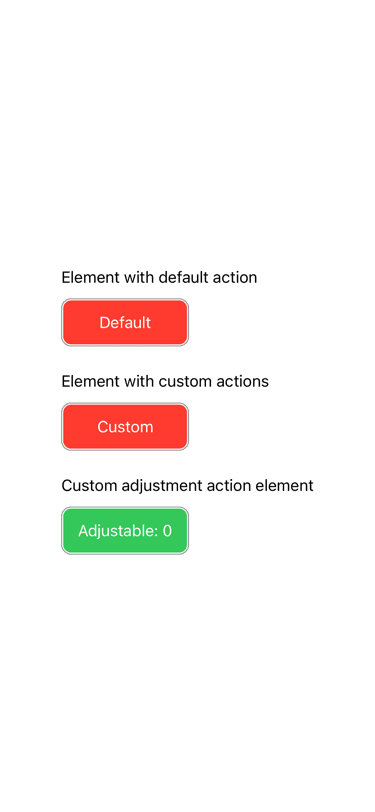 Element with default action
Default
Element with custom actions
Custom
Custom adjustment action element
Adjustable: 0